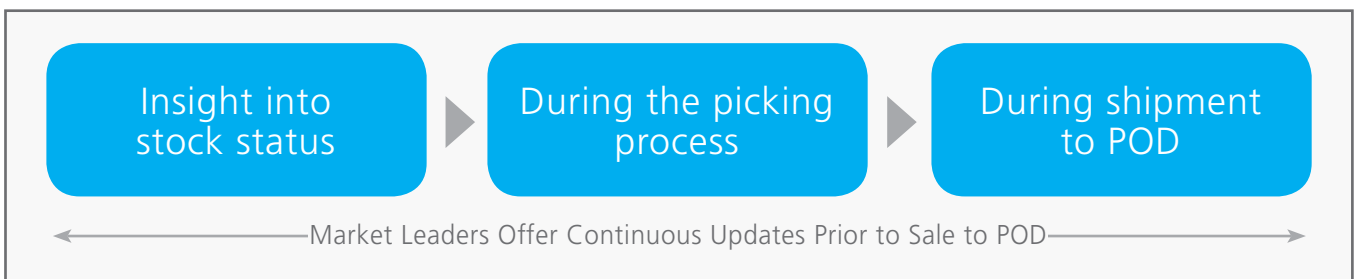 Insight into
stock status
During the picking
process
During shipment
to POD
Market Leaders Offer Continuous Updates Prior to Sale to POD